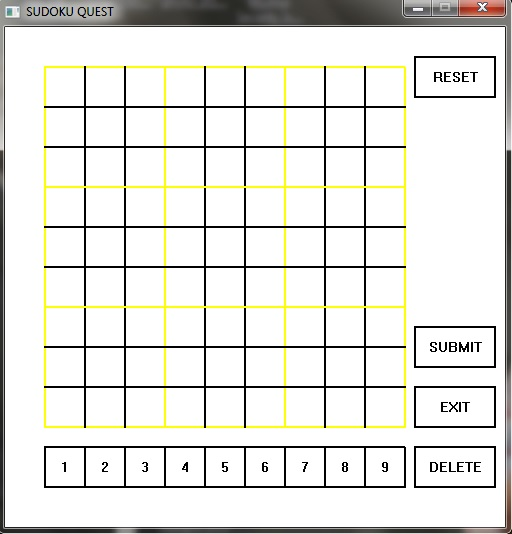 SUDOKU QUEST
RESET
SUBMIT
EXIT
1 2 3 4 5 6 7 8 9 DELETE